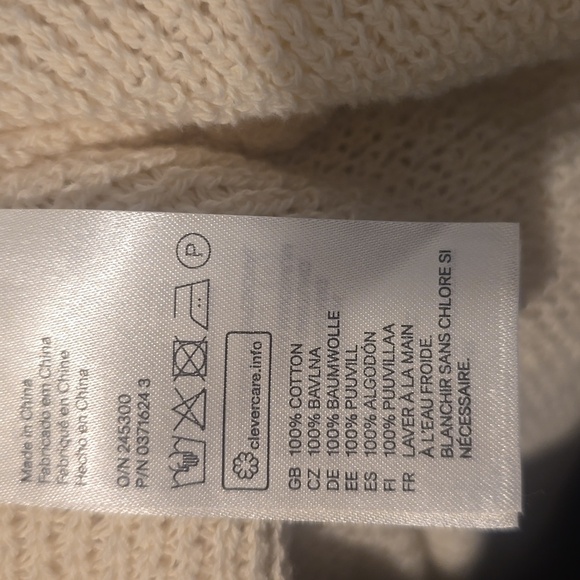 Made in China
Fabricado em China
Fabriqué en Chine
Hecho en China
O/N 245300
P/N 03716243
P
clevercare.info
GB 100% COTTON
CZ 100% BAVLNA
DE 100% BAUMWOLLE
EE 100% PUUVILL
ES 100% ALGODÓN
FI 100% PUUVILLAA
FR LAVER À LA MAIN
À L'EAU FROIDE.
BLANCHIR SANS CHLORE SI
NÉCESSAIRE.